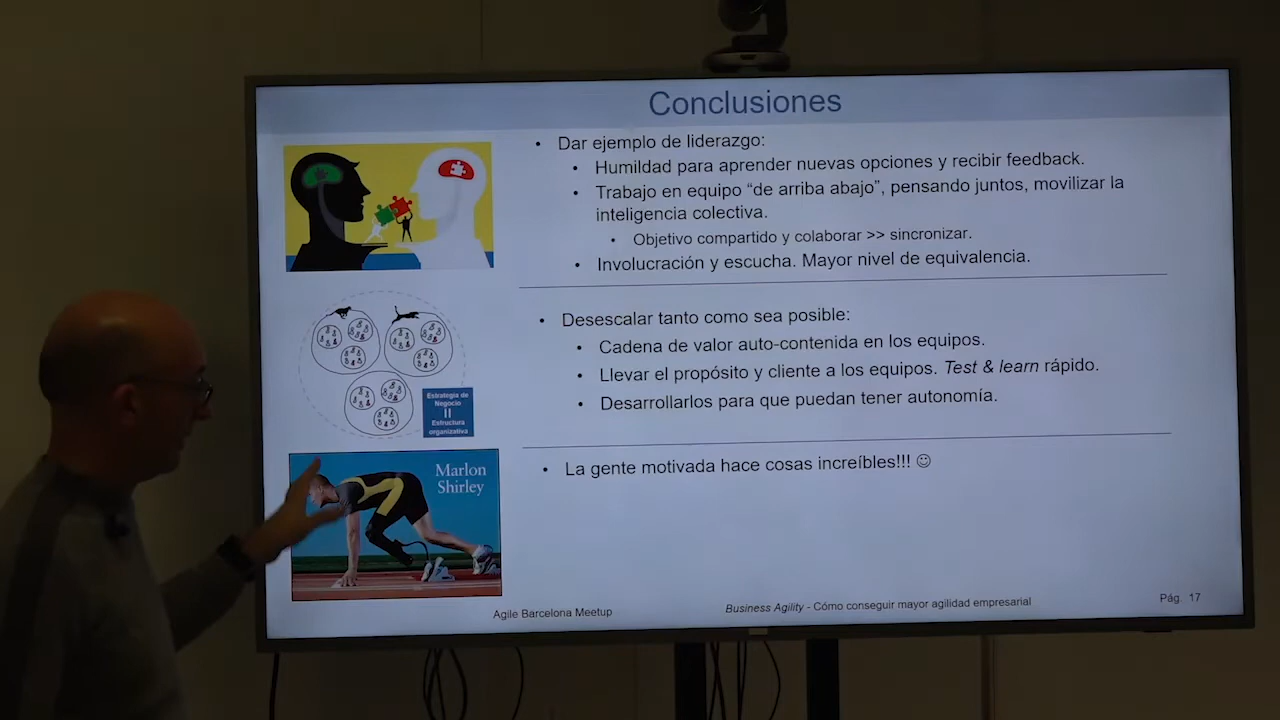 Conclusiones
• Dar ejemplo de liderazgo:
• Humildad para aprender nuevas opciones y recibir feedback.
• Trabajo en equipo “de arriba abajo”, pensando juntos, movilizar la
inteligencia colectiva.
• Objetivo compartido y colaborar >> sincronizar.
• Involucración y escucha. Mayor nivel de equivalencia.
• Desescalar tanto como sea posible:
• Cadena de valor auto-contenida en los equipos.
• Llevar el propósito y cliente a los equipos. Test & learn rápido.
• Desarrollarlos para que puedan tener autonomía.
Estrategia de
Negocio
II
Estructura
organizativa
• La gente motivada hace cosas increíbles!!! ☺
Marlon
Shirley
Agile Barcelona Meetup
Business Agility - Cómo conseguir mayor agilidad empresarial
Pág. 17